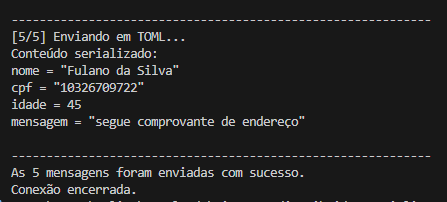 ------------------------------------------------------------
[5/5] Enviando em TOML...
Conteúdo serializado:
nome = "Fulano da Silva"
cpf = "10326709722"
idade = 45
mensagem = "segue comprovante de endereço"
------------------------------------------------------------
As 5 mensagens foram enviadas com sucesso.
Conexão encerrada.